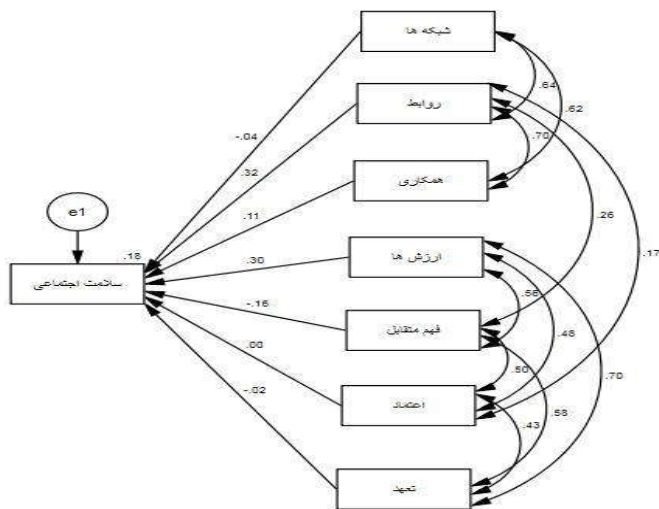 شبکه ها
.64
روابط
.62
-.04
.70
.32
همکاری
e1
.11
.26
.18
.30
ارزش ها
.17
سلامت اجتماعی
.56
-.16
فهم متقابل
.48
.00
.50
.70
-.02
اعتماد
.43
.58
تعهد